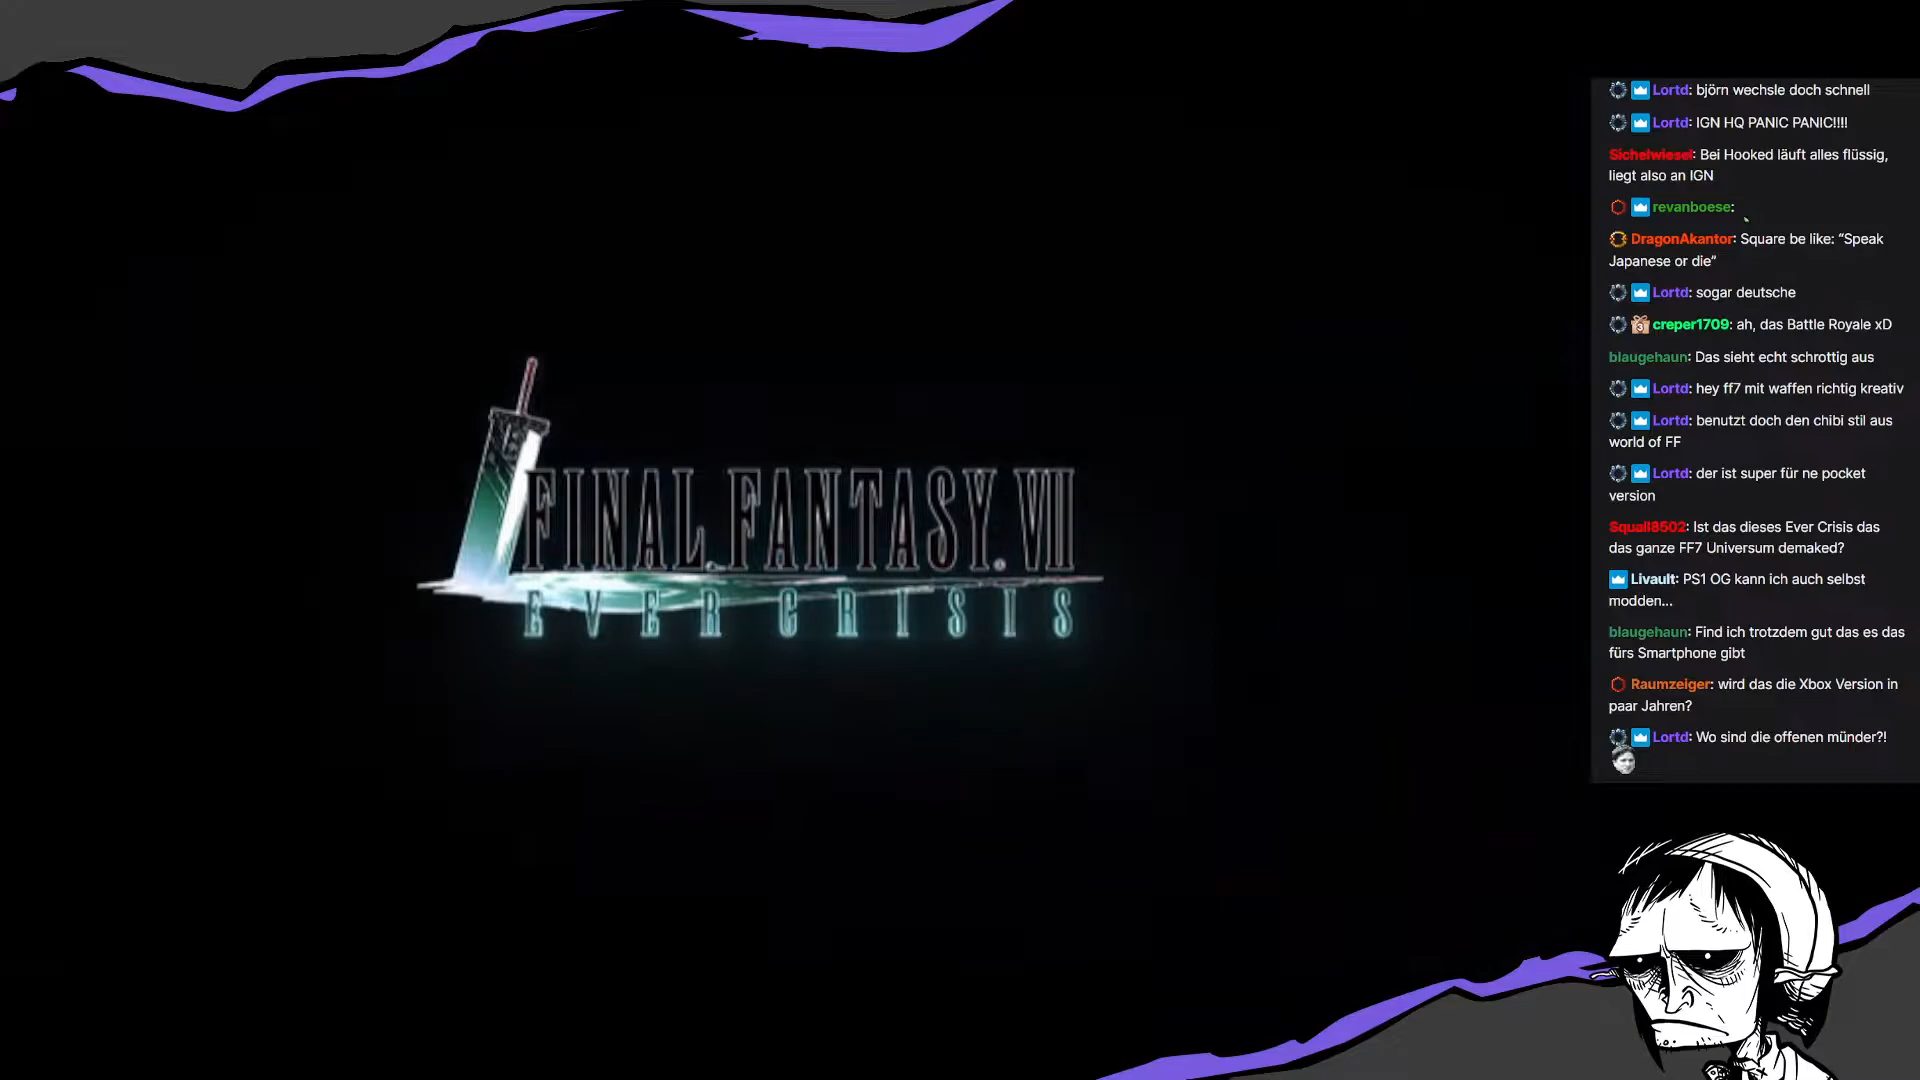 Lortd: björn wechsle doch schnell
Lortd: IGN HQ PANIC PANIC!!!!
Sichelwiesel: Bei Hooked läuft alles flüssig,
liegt also an IGN
revanboese:
DragonAkantor: Square be like: “Speak
Japanese or die”
Lortd: sogar deutsche
3 creper1709: ah, das Battle Royale xD
blaugehaun: Das sieht echt schrottig aus
Lortd: hey ff7 mit waffen richtig kreativ
Lortd: benutzt doch den chibi stil aus
world of FF
Lortd: der ist super für ne pocket
version
Squall8502: Ist das dieses Ever Crisis das
das ganze FF7 Universum demaked?
Livault: PS1 OG kann ich auch selbst
modden...
blaugehaun: Find ich trotzdem gut das es das
fürs Smartphone gibt
Raumzeiger: wird das die Xbox Version in
paar Jahren?
Lortd: Wo sind die offenen münder?!
FINAL FANTASY. VII
EVER CRISIS